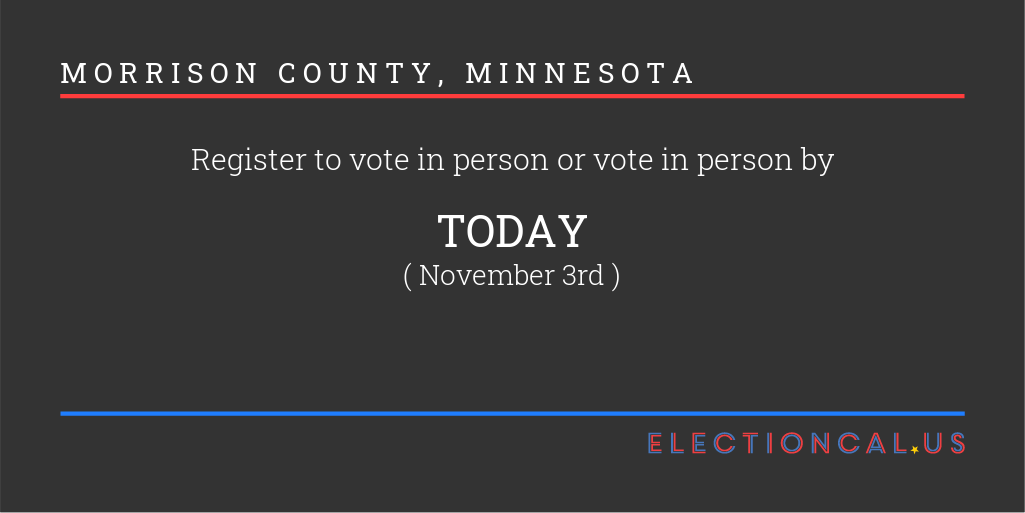 MORRISON COUNTY, MINNESOTA
Register to vote in person or vote in person by
TODAY
( November 3rd )
ELECTIONCAL.US